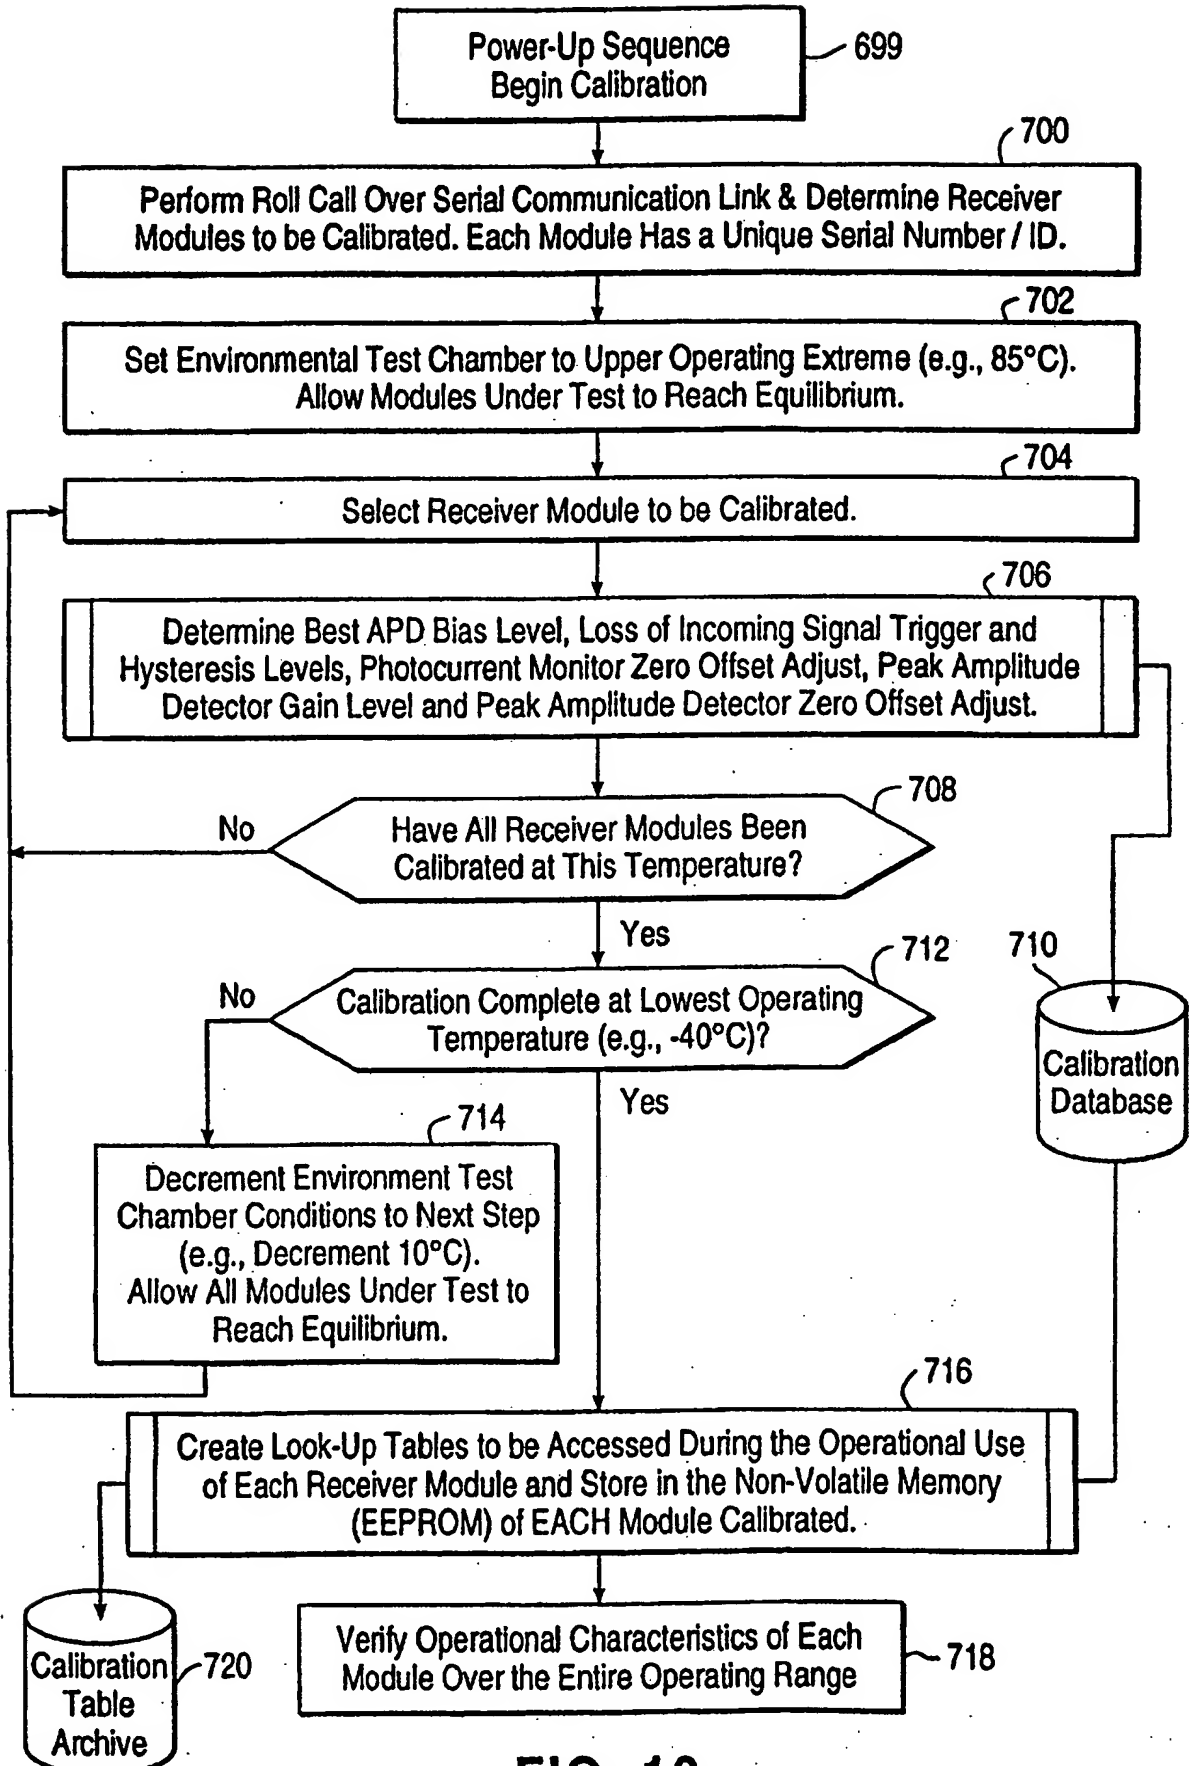 Power-Up Sequence
Begin Calibration
699
700
Perform Roll Call Over Serial Communication Link & Determine Receiver
Modules to be Calibrated. Each Module Has a Unique Serial Number / ID.
702
Set Environmental Test Chamber to Upper Operating Extreme (e.g., 85°C).
Allow Modules Under Test to Reach Equilibrium.
704
Select Receiver Module to be Calibrated.
706
Determine Best APD Bias Level, Loss of Incoming Signal Trigger and
Hysteresis Levels, Photocurrent Monitor Zero Offset Adjust, Peak Amplitude
Detector Gain Level and Peak Amplitude Detector Zero Offset Adjust.
708
No
Have All Receiver Modules Been
Calibrated at This Temperature?
Yes
712
710
No
Calibration Complete at Lowest Operating
Temperature (e.g., -40°C)?
Yes
Calibration
Database
714
Decrement Environment Test
Chamber Conditions to Next Step
(e.g., Decrement 10°C).
Allow All Modules Under Test to
Reach Equilibrium.
716
Create Look-Up Tables to be Accessed During the Operational Use
of Each Receiver Module and Store in the Non-Volatile Memory
(EEPROM) of EACH Module Calibrated.
Calibration
Table
Archive
720
Verify Operational Characteristics of Each
Module Over the Entire Operating Range
718